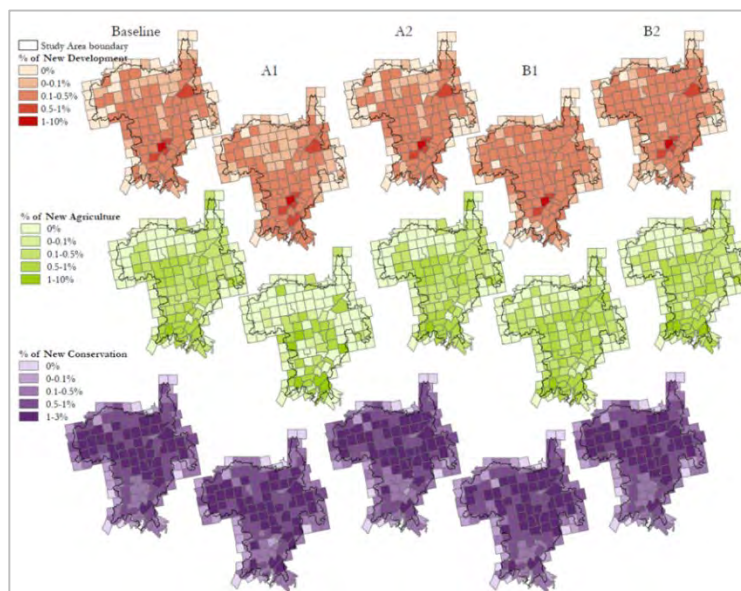 Baseline
A1
A2
B1
B2
Study Area boundary
% of New Development
0%
0-0.1%
0.1-0.5%
0.5-1%
1-10%
% of New Agriculture
0%
0-0.1%
0.1-0.5%
0.5-1%
1-10%
% of New Conservation
0%
0-0.1%
0.1-0.5%
0.5-1%
1-3%